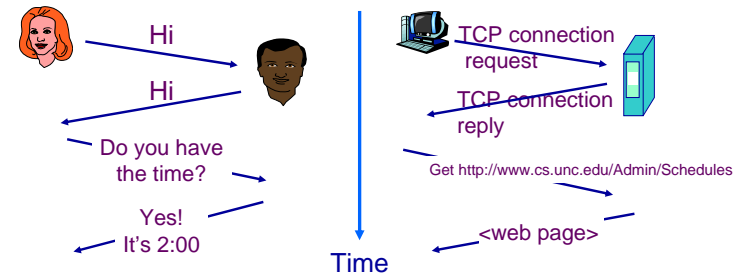 Hi
Hi
Do you have
the time?
Yes!
It's 2:00
Time
TCP connection
request
TCP connection
reply
Get http://www.cs.unc.edu/Admin/Schedules
<web page>